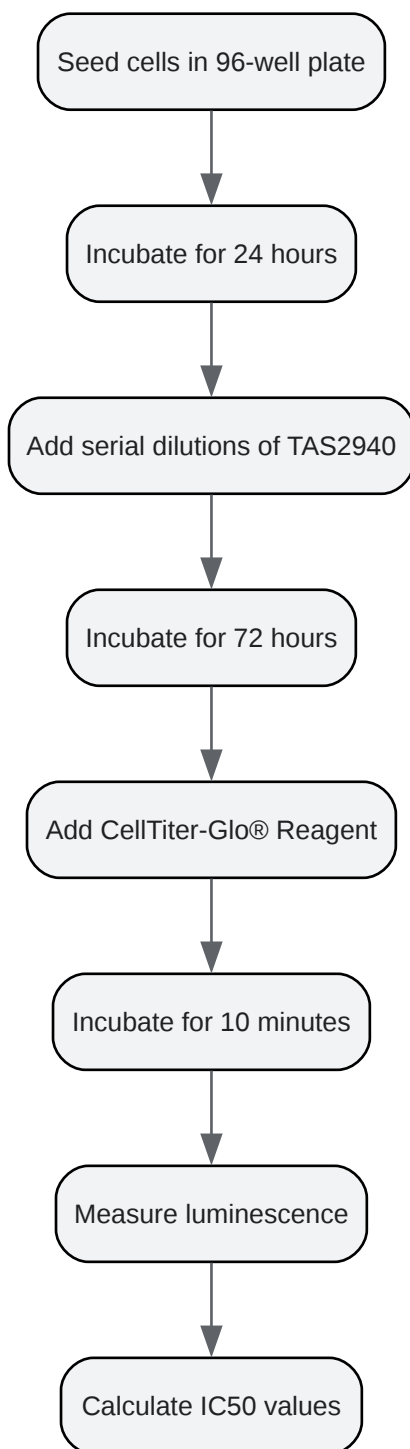 Seed cells in 96-well plate
Incubate for 24 hours
Add serial dilutions of TAS2940
Incubate for 72 hours
Add CellTiter-Glo® Reagent
Incubate for 10 minutes
Measure luminescence
Calculate IC50 values